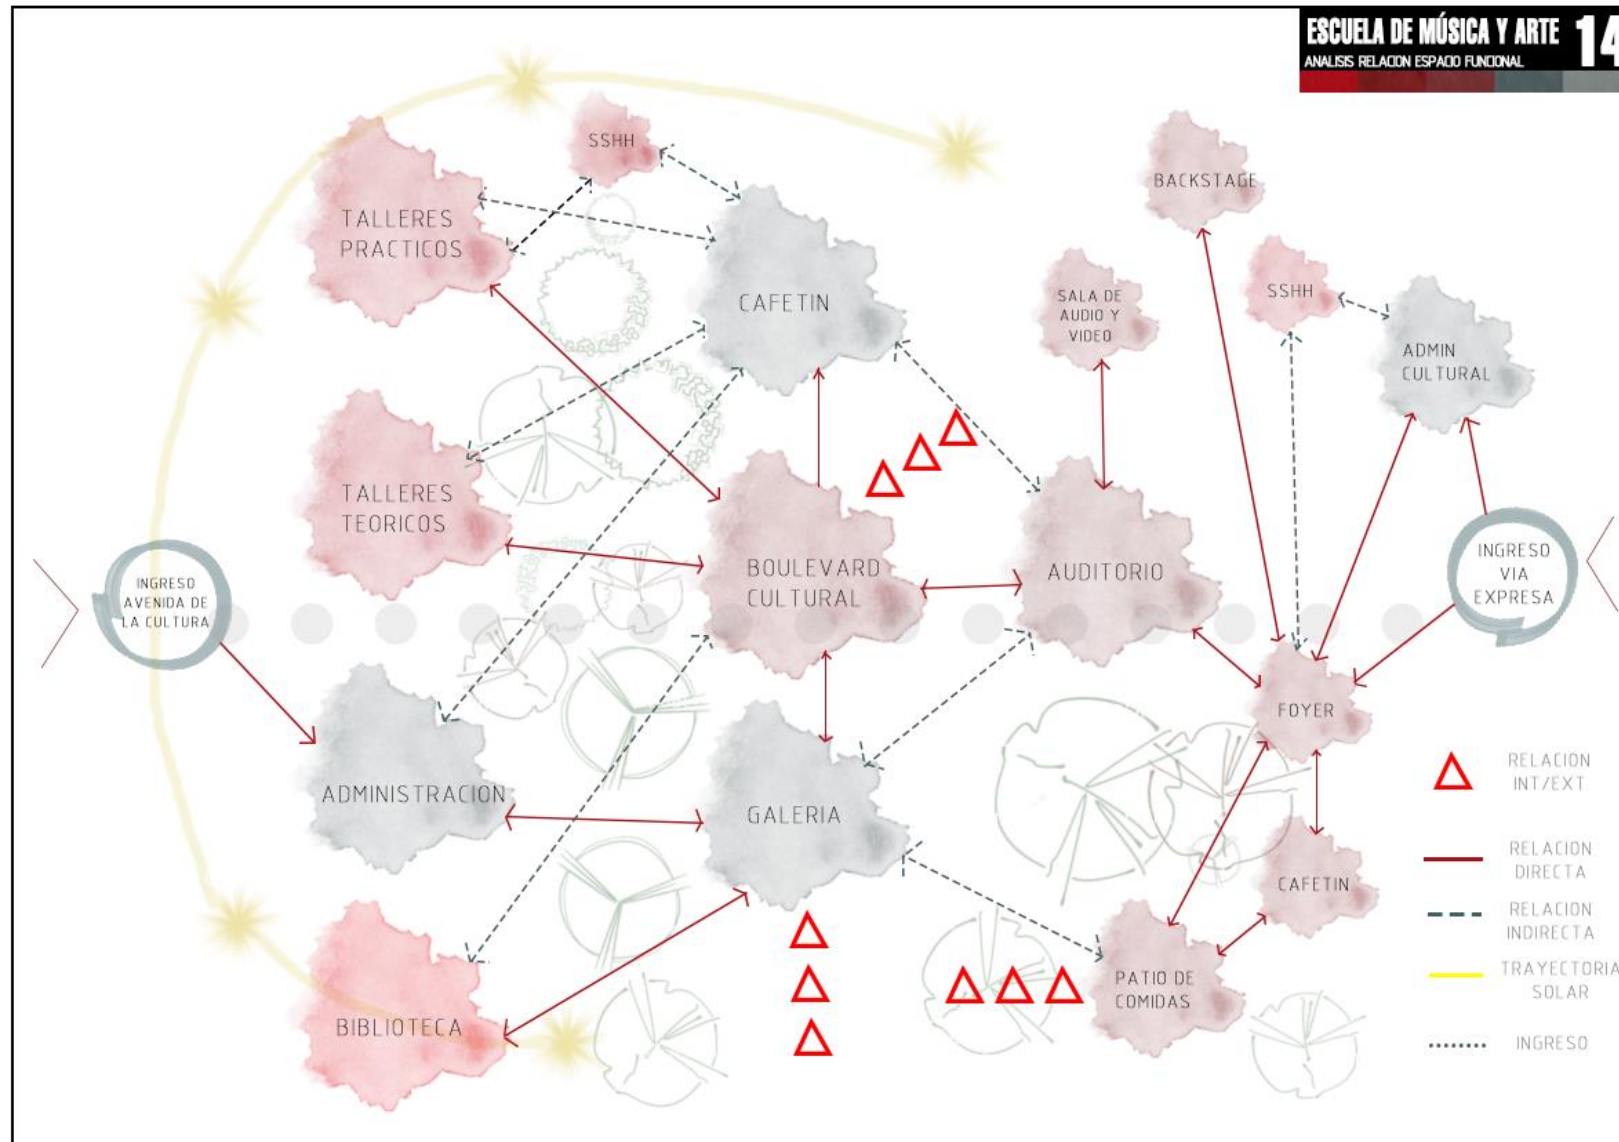 ESCUELA DE MÚSICA Y ARTE 14
ANALISIS RELACION ESPACIO FUNCIONAL
SSHH
TALLERES
PRACTICOS
CAFETIN
BACKSTAGE
SALA DE
AUDIO Y
VIDEO
SSHH
ADMIN
CULTURAL
TALLERES
TEORICOS
BOULEVARD
CULTURAL
AUDITORIO
INGRESO
VIA
EXPRESA
INGRESO
AVENIDA DE
LA CULTURA
FOYER
ADMINISTRACION
GALERIA
CAFETIN
PATIO DE
COMIDAS
BIBLIOTECA
RELACION
INT/EXT
RELACION
DIRECTA
RELACION
INDIRECTA
TRAYECTORIA
SOLAR
INGRESO